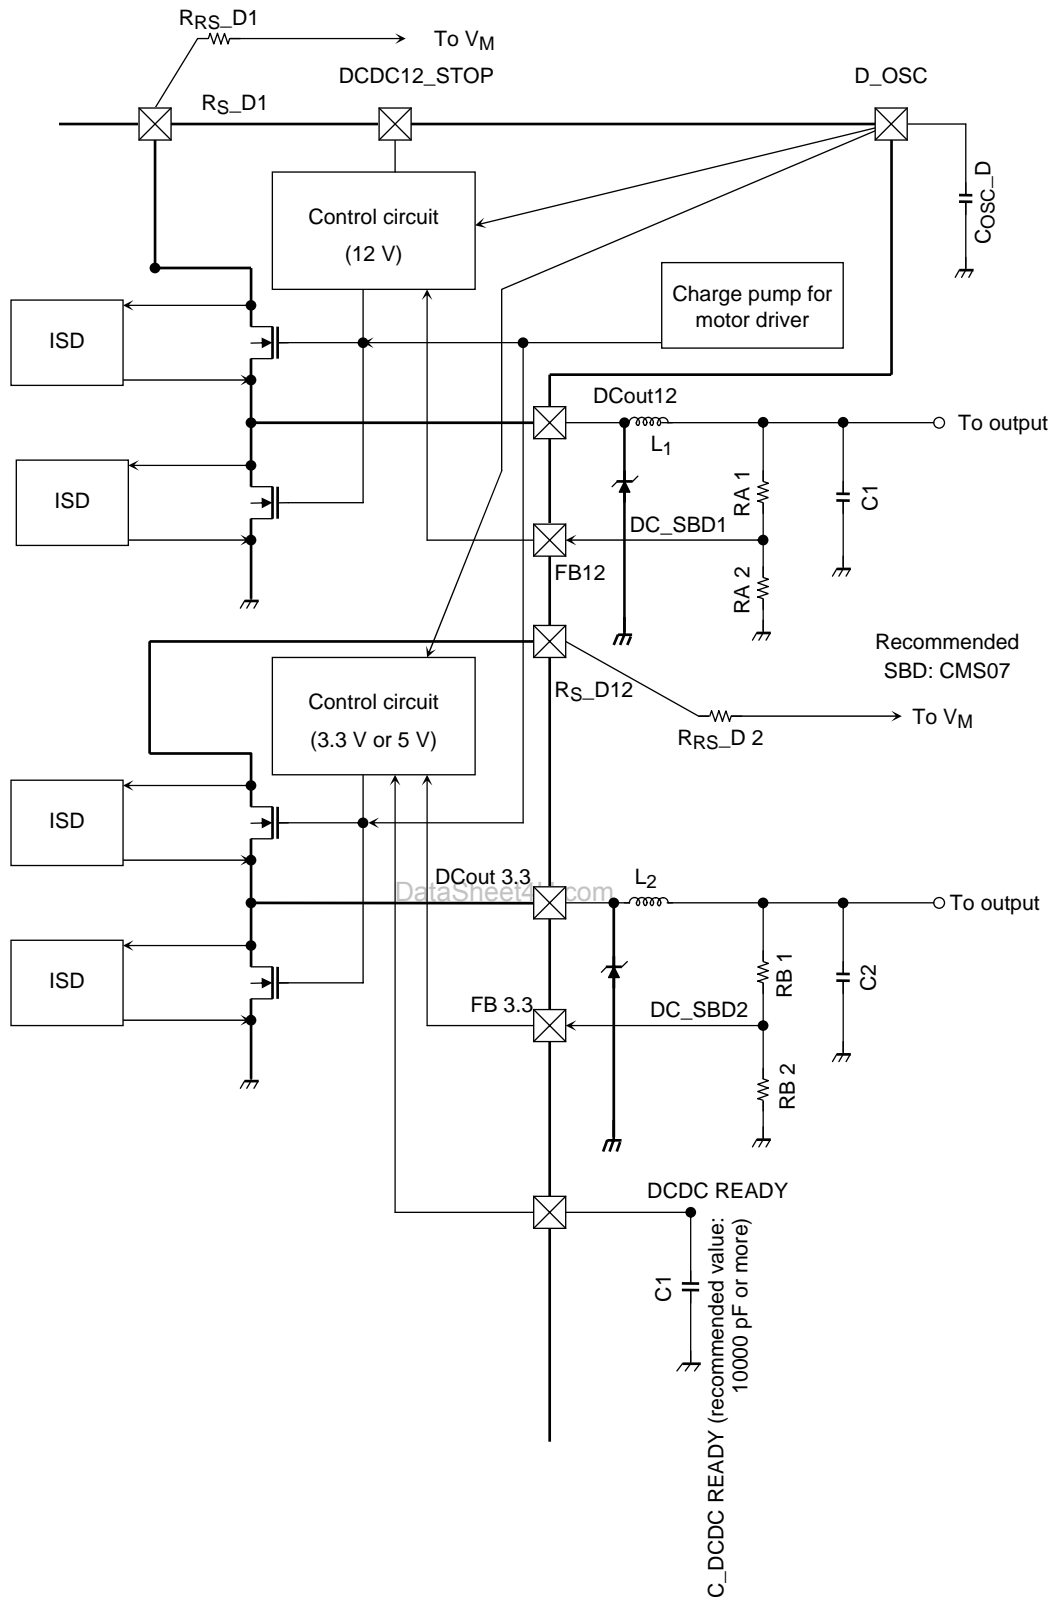 RRS_D1
To VM
DCDC12_STOP
D_OSC
RS_D1
COSC_D
Control circuit
(12 V)
Charge pump for
motor driver
ISD
DCout12
To output
L1
ISD
RA 1
C1
DC_SBD1
FB12
RA 2
Recommended
SBD: CMS07
RS_D12
Control circuit
(3.3 V or 5 V)
To VM
RRS_D 2
ISD
DCout 3.3
L2
DataSheet4U.com
To output
ISD
RB 1
C2
FB 3.3
DC_SBD2
RB 2
DCDC READY
C1
C_DCDC READY (recommended value:
10000 pF or more)